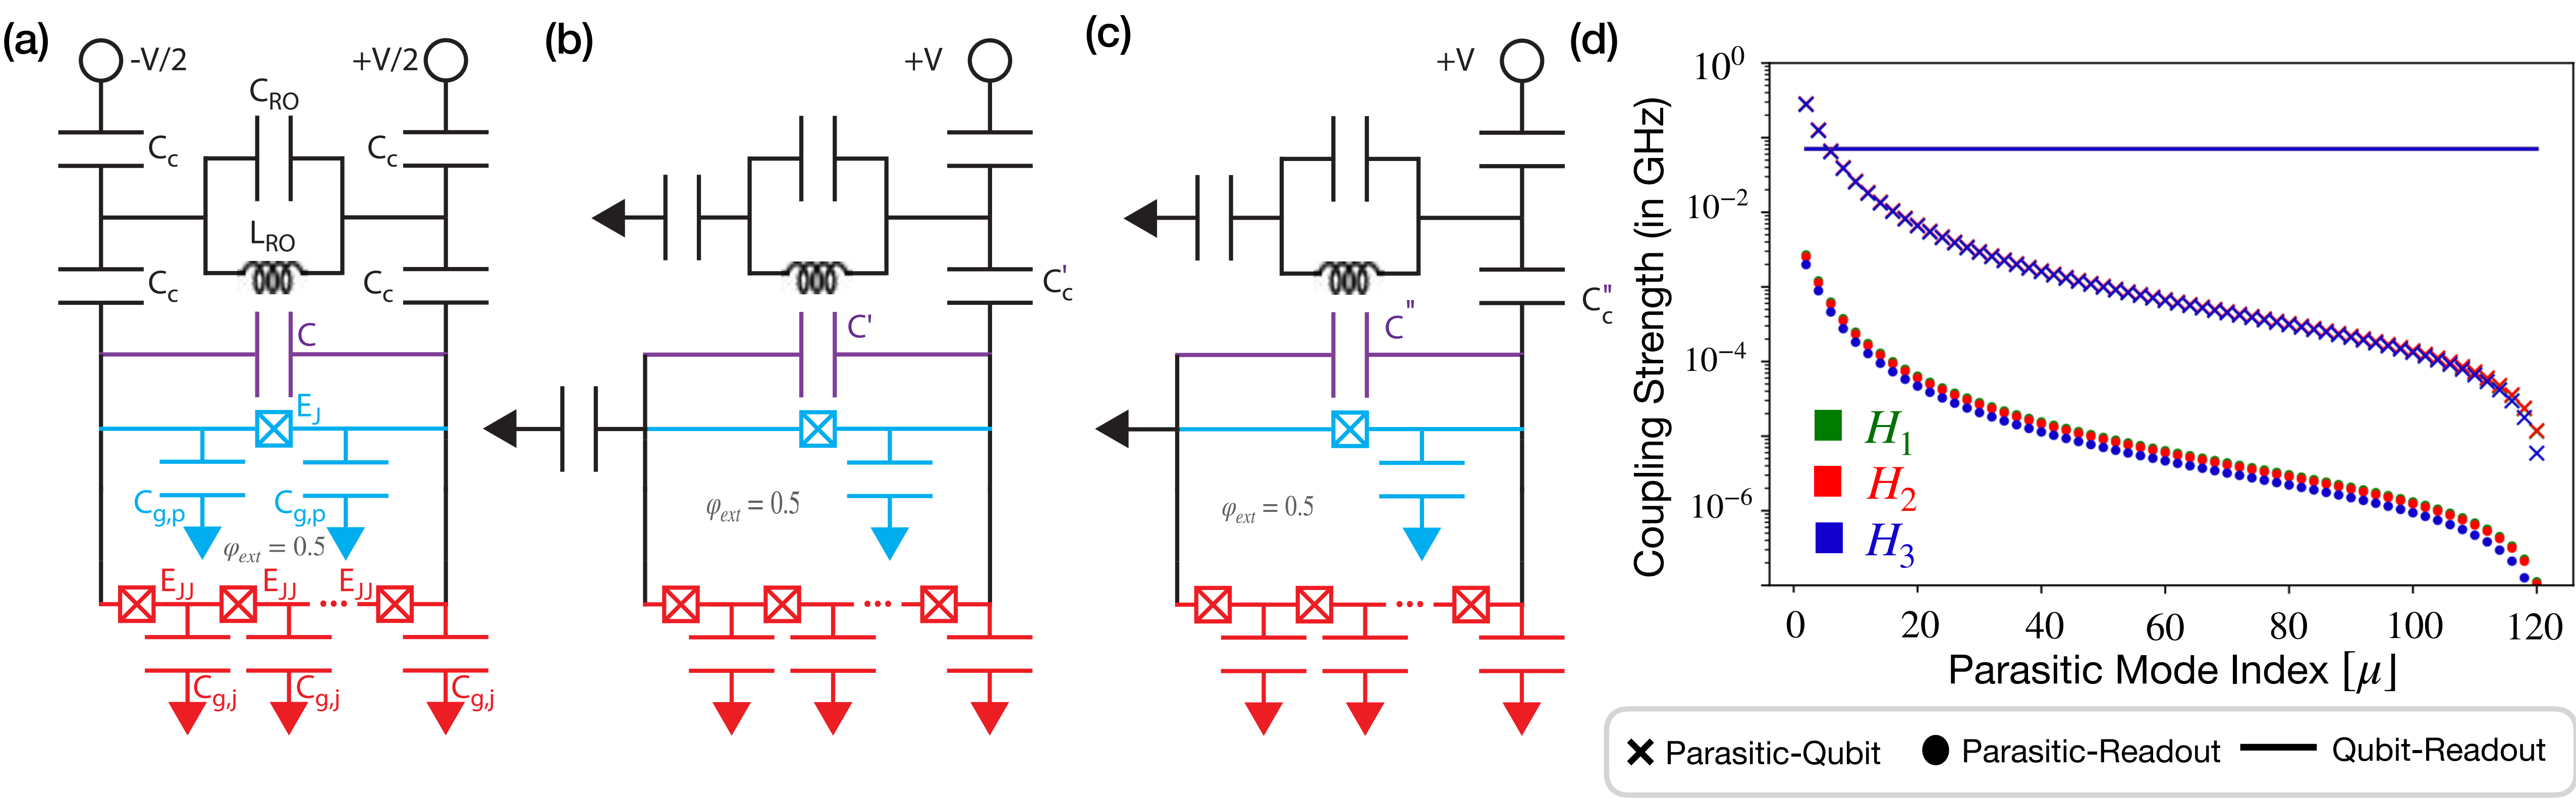 (a)
-V/2
+V/2
C_RO
C_c
C_c
L_RO
C_c
C_c
C
E_J
C_g,p
C_g,p
φ_ext = 0.5
E_JJ
E_JJ
E_JJ
...
C_g,j
C_g,j
C_g,j
(b)
+V
C_c'
C'
φ_ext = 0.5
...
(c)
+V
C_c"
C"
φ_ext = 0.5
...
(d)
Coupling Strength (in GHz)
10^0
10^-2
10^-4
10^-6
H_1
H_2
H_3
0 20 40 60 80 100 120
Parasitic Mode Index [μ]
Parasitic-Qubit Parasitic-Readout Qubit-Readout